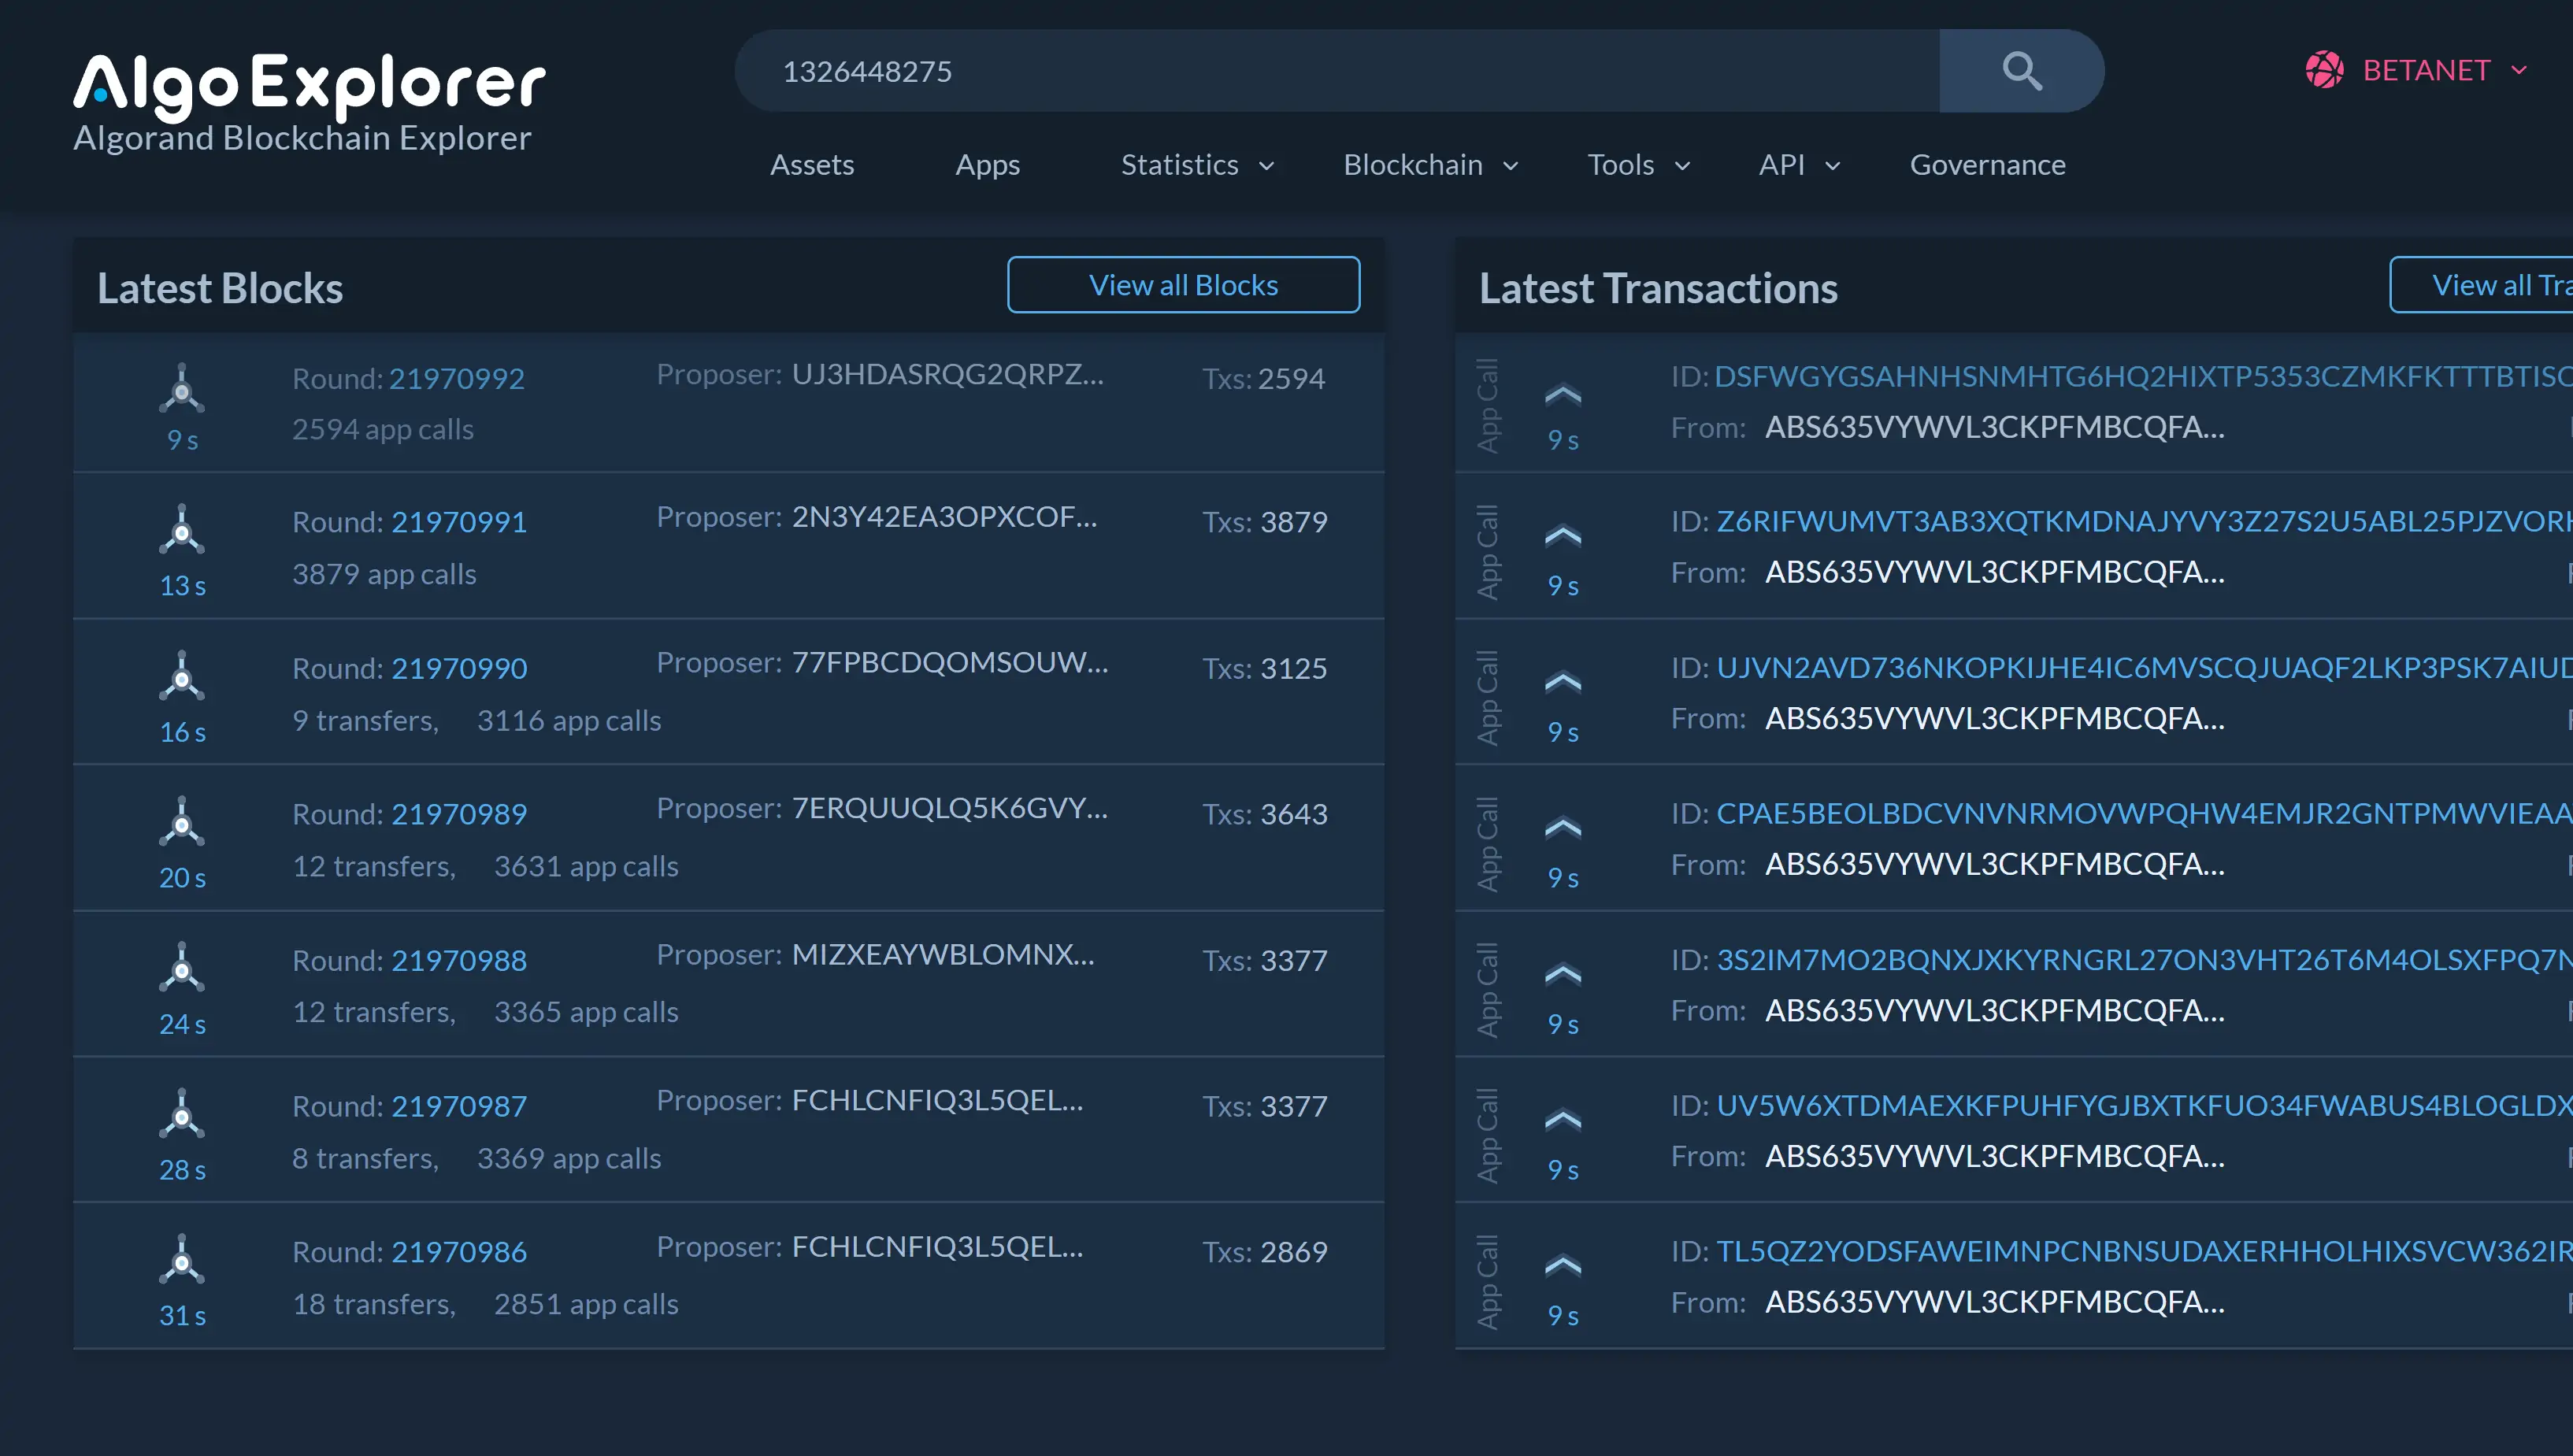 AlgoExplorer
Algorand Blockchain Explorer
1326448275
BETANET
Assets Apps Statistics Blockchain Tools API Governance
Latest Blocks View all Blocks
Round: 21970992 Proposer: UJ3HDASRQG2QRPZ... Txs: 2594
2594 app calls
9 s
Round: 21970991 Proposer: 2N3Y42EA3OPXCOF... Txs: 3879
3879 app calls
13 s
Round: 21970990 Proposer: 77FPBCDQOMSOUW... Txs: 3125
9 transfers, 3116 app calls
16 s
Round: 21970989 Proposer: 7ERQUUQLQ5K6GVY... Txs: 3643
12 transfers, 3631 app calls
20 s
Round: 21970988 Proposer: MIZXEAYWBLOMNX... Txs: 3377
12 transfers, 3365 app calls
24 s
Round: 21970987 Proposer: FCHLCNFIQ3L5QEL... Txs: 3377
8 transfers, 3369 app calls
28 s
Round: 21970986 Proposer: FCHLCNFIQ3L5QEL... Txs: 2869
18 transfers, 2851 app calls
31 s
Latest Transactions View all
App Call
ID: DSFWGYGSAHNHSNMHTG6HQ2HIXTP5353CZMKFKTTTBTISC
From: ABS635VYWVL3CKPFMBCQFA...
9 s
App Call
ID: Z6RIFWUMVT3AB3XQTKMDNAJYVY3Z27S2U5ABL25PJZVORH
From: ABS635VYWVL3CKPFMBCQFA...
9 s
App Call
ID: UJVN2AVD736NKOPKIJHE4IC6MVSCQJUAQF2LKP3PSK7AIUD
From: ABS635VYWVL3CKPFMBCQFA...
9 s
App Call
ID: CPAE5BEOLBDCVNVNRMOVWPQHW4EMJR2GNTPMWVIEAA
From: ABS635VYWVL3CKPFMBCQFA...
9 s
App Call
ID: 3S2IM7MO2BQNXJXKYRNGRL27ON3VHT26T6M4OLSXFPQ7N
From: ABS635VYWVL3CKPFMBCQFA...
9 s
App Call
ID: UV5W6XTDMAEXKFPUHFYGJBXTKFUO34FWABUS4BLOGLDX
From: ABS635VYWVL3CKPFMBCQFA...
9 s
App Call
ID: TL5QZ2YODSFAWEIMNPCNBNSUDAXERHHOLHIXSVCW362IR
From: ABS635VYWVL3CKPFMBCQFA...
9 s